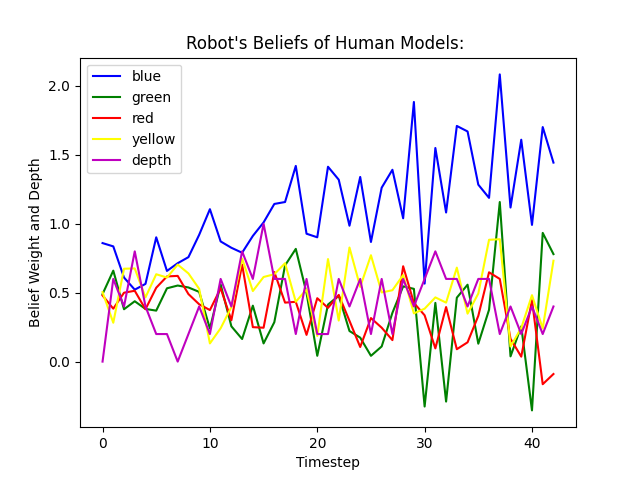 Robot's Beliefs of Human Models:
blue
green
red
yellow
depth
Belief Weight and Depth
2.0
1.5
1.0
0.5
0.0
0
10
20
30
40
Timestep